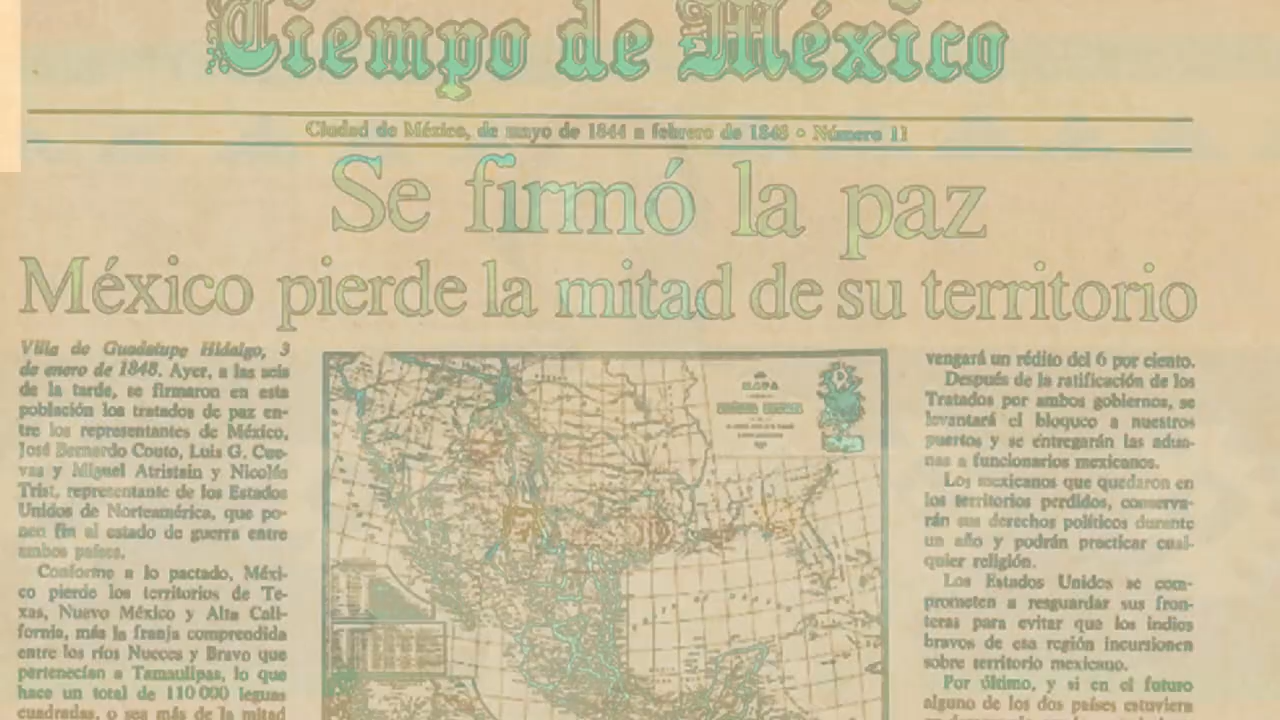 Tiempo de México
Ciudad de México, de mayo de 1844 a febrero de 1848 • Número 11
Se firmó la paz
México pierde la mitad de su territorio
Villa de Guadalupe Hidalgo, 3
de enero de 1848. Ayer, a las seis
de la tarde, se firmaron en esta
población los tratados de paz en-
tre los representantes de México,
José Bernardo Couto, Luis G. Cue-
vas y Miguel Atristain y Nicolás
Trist, representante de los Estados
Unidos de Norteamérica, que po-
nen fin al estado de guerra entre
ambos países.
Conforme a lo pactado, Méxi-
co pierde los territorios de Te-
xas, Nuevo México y Alta Cali-
fornia, más la franja comprendida
entre los ríos Nueces y Bravo que
pertenecían a Tamaulipas, lo que
hace un total de 110 000 leguas
cuadradas, o sea más de la mitad
MAPA
vengará un rédito del 6 por ciento.
Después de la ratificación de los
Tratados por ambos gobiernos, se
levantará el bloqueo a nuestros
puertos y se entregarán las adua-
nas a funcionarios mexicanos.
Los mexicanos que quedaron en
los territorios perdidos, conserva-
rán sus derechos políticos durante
un año y podrán practicar cual-
quier religión.
Los Estados Unidos se com-
prometen a resguardar sus fron-
teras para evitar que los indios
bravos de esa región incursionen
sobre territorio mexicano.
Por último, y si en el futuro
alguno de los dos países estuviera